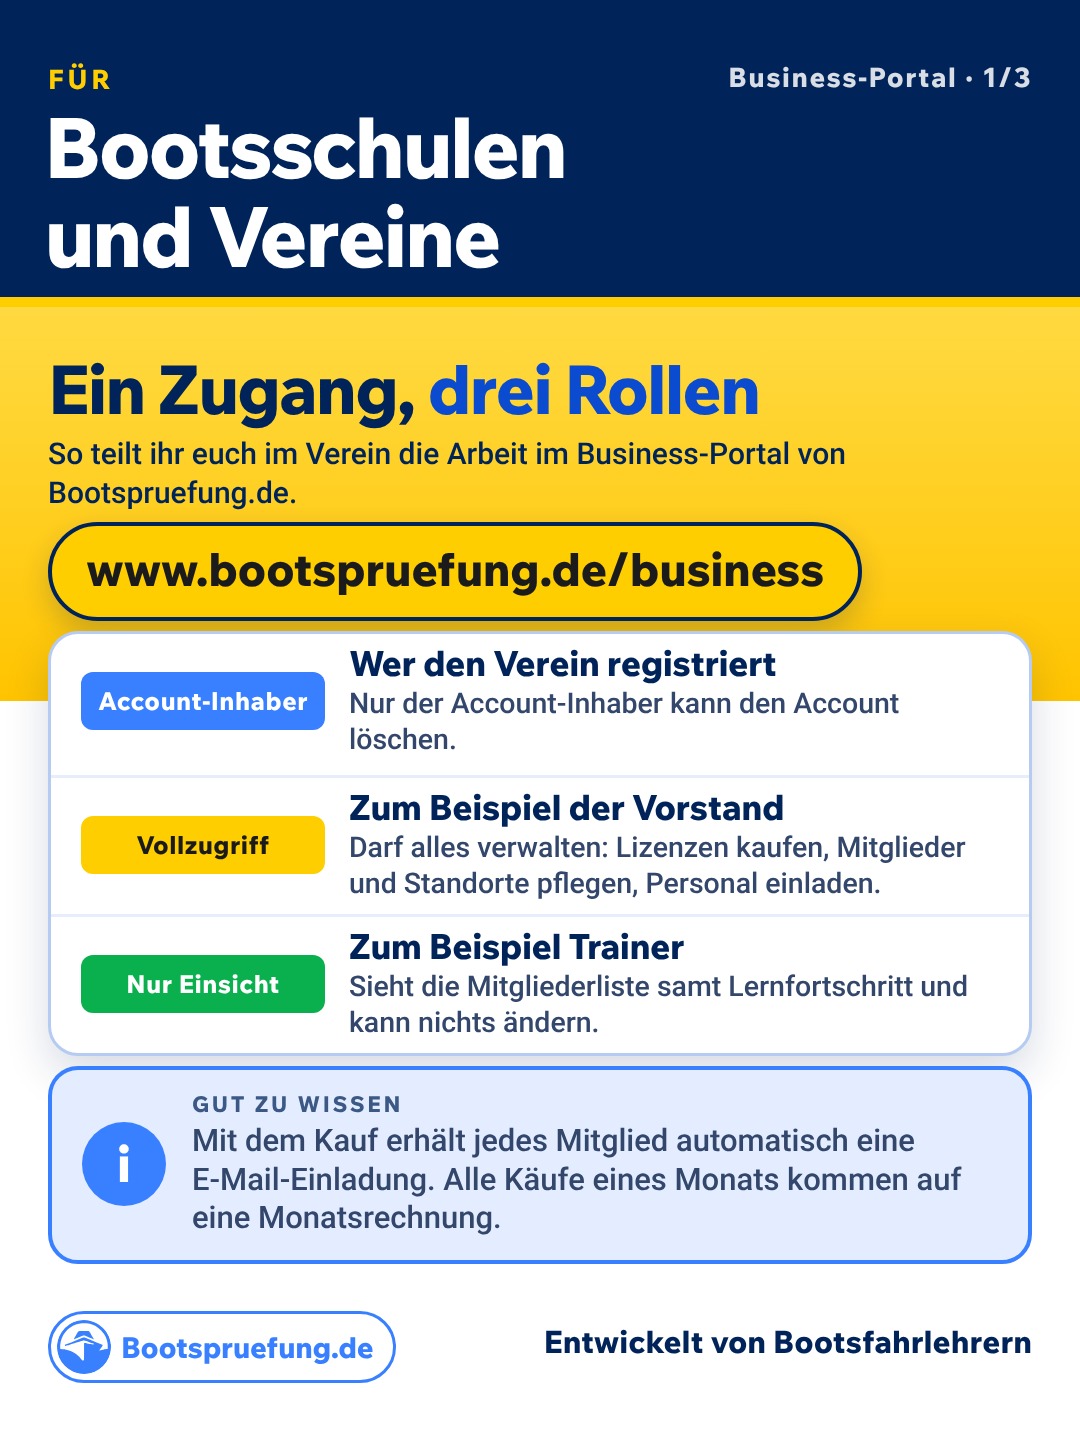 FÜR
Business-Portal · 1/3
Bootsschulen
und Vereine
Ein Zugang, drei Rollen
So teilt ihr euch im Verein die Arbeit im Business-Portal von
Bootspruefung.de.
www.bootspruefung.de/business
Account-Inhaber
Wer den Verein registriert
Nur der Account-Inhaber kann den Account
löschen.
Vollzugriff
Zum Beispiel der Vorstand
Darf alles verwalten: Lizenzen kaufen, Mitglieder
und Standorte pflegen, Personal einladen.
Nur Einsicht
Zum Beispiel Trainer
Sieht die Mitgliederliste samt Lernfortschritt und
kann nichts ändern.
GUT ZU WISSEN
Mit dem Kauf erhält jedes Mitglied automatisch eine
E-Mail-Einladung. Alle Käufe eines Monats kommen auf
eine Monatsrechnung.
Bootspruefung.de
Entwickelt von Bootsfahrlehrern